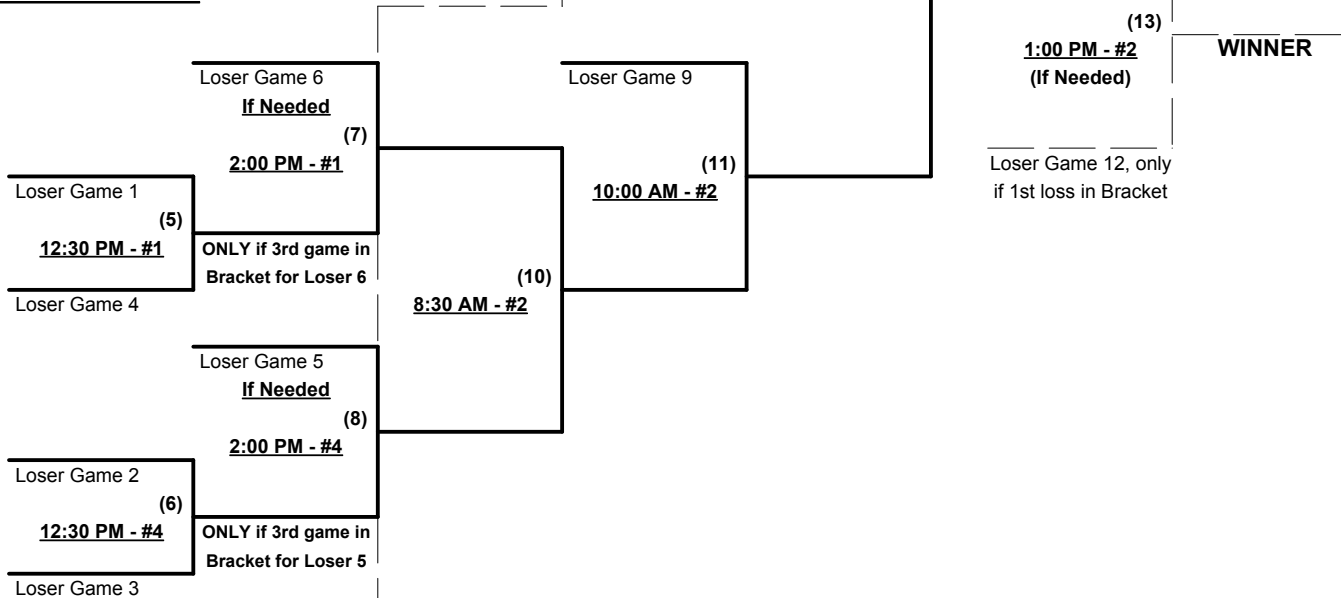 (13)
1:00 PM - #2
WINNER
(If Needed)
Loser Game 6
If Needed
(7)
2:00 PM - #1
Loser Game 9
(11)
10:00 AM - #2
Loser Game 12, only
if 1st loss in Bracket
Loser Game 1
(5)
12:30 PM - #1
ONLY if 3rd game in
Bracket for Loser 6
Loser Game 4
(10)
8:30 AM - #2
Loser Game 5
If Needed
(8)
2:00 PM - #4
Loser Game 2
(6)
12:30 PM - #4
ONLY if 3rd game in
Bracket for Loser 5
Loser Game 3